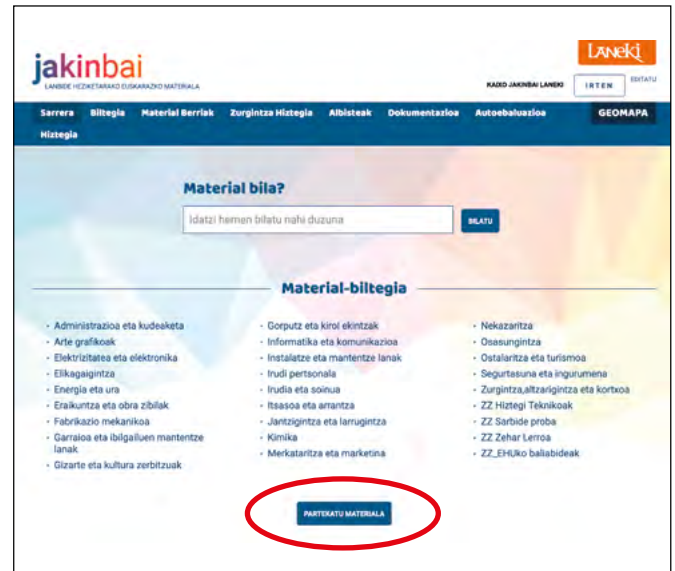 jakinbai
LANBIDE HEZIKETARAKO EUSKARAZKO MATERIALA
LANEKI
KAIXO JAKINBAI LANEKI
IRTEN
EDITATU
Sarrera Biltegia Material Berriak Zurgintza Hiztegia Albisteak Dokumentazioa Autoebaluazioa GEOMAPA
Hiztegia
Material bila?
Idatzi hemen bilatu nahi duzuna
BILATU
Material-biltegia
· Administrazioa eta kudeaketa
· Arte grafikoak
· Elektrizitatea eta elektronika
· Elikagaigintza
· Energia eta ura
· Eraikuntza eta obra zibilak
· Fabrikazio mekanikoa
· Garraioa eta ibilgailuen mantentze
lanak
· Gizarte eta kultura zerbitzuak
· Gorputz eta kirol ekintzak
· Informatika eta komunikazioa
· Instalatze eta mantentze lanak
· Irudi pertsonala
· Irudia eta soinua
· Itsasoa eta arrantza
· Jantzigintza eta larrugintza
· Kimika
· Merkataritza eta marketina
· Nekazaritza
· Osasungintza
· Ostalaritza eta turismoa
· Segurtasuna eta ingurumena
· Zurgintza,altzarigintza eta kortxoa
· ZZ Hiztegi Teknikoak
· ZZ Sarbide proba
· ZZ Zehar Lerroa
· ZZ_EHUko baliabideak
PARTEKATU MATERIALA